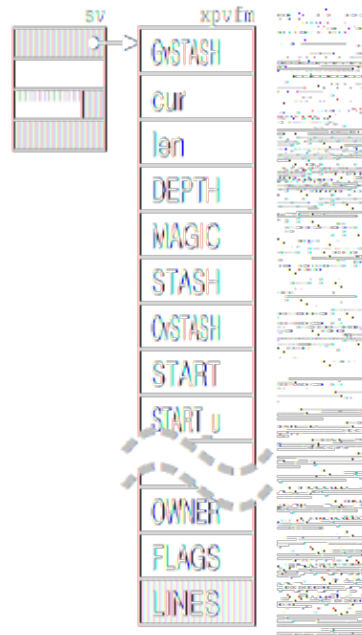 sv xpvfm
GvSTASH
cur
len
DEPTH
MAGIC
STASH
CvSTASH
START
START_u
OWNER
FLAGS
LINES